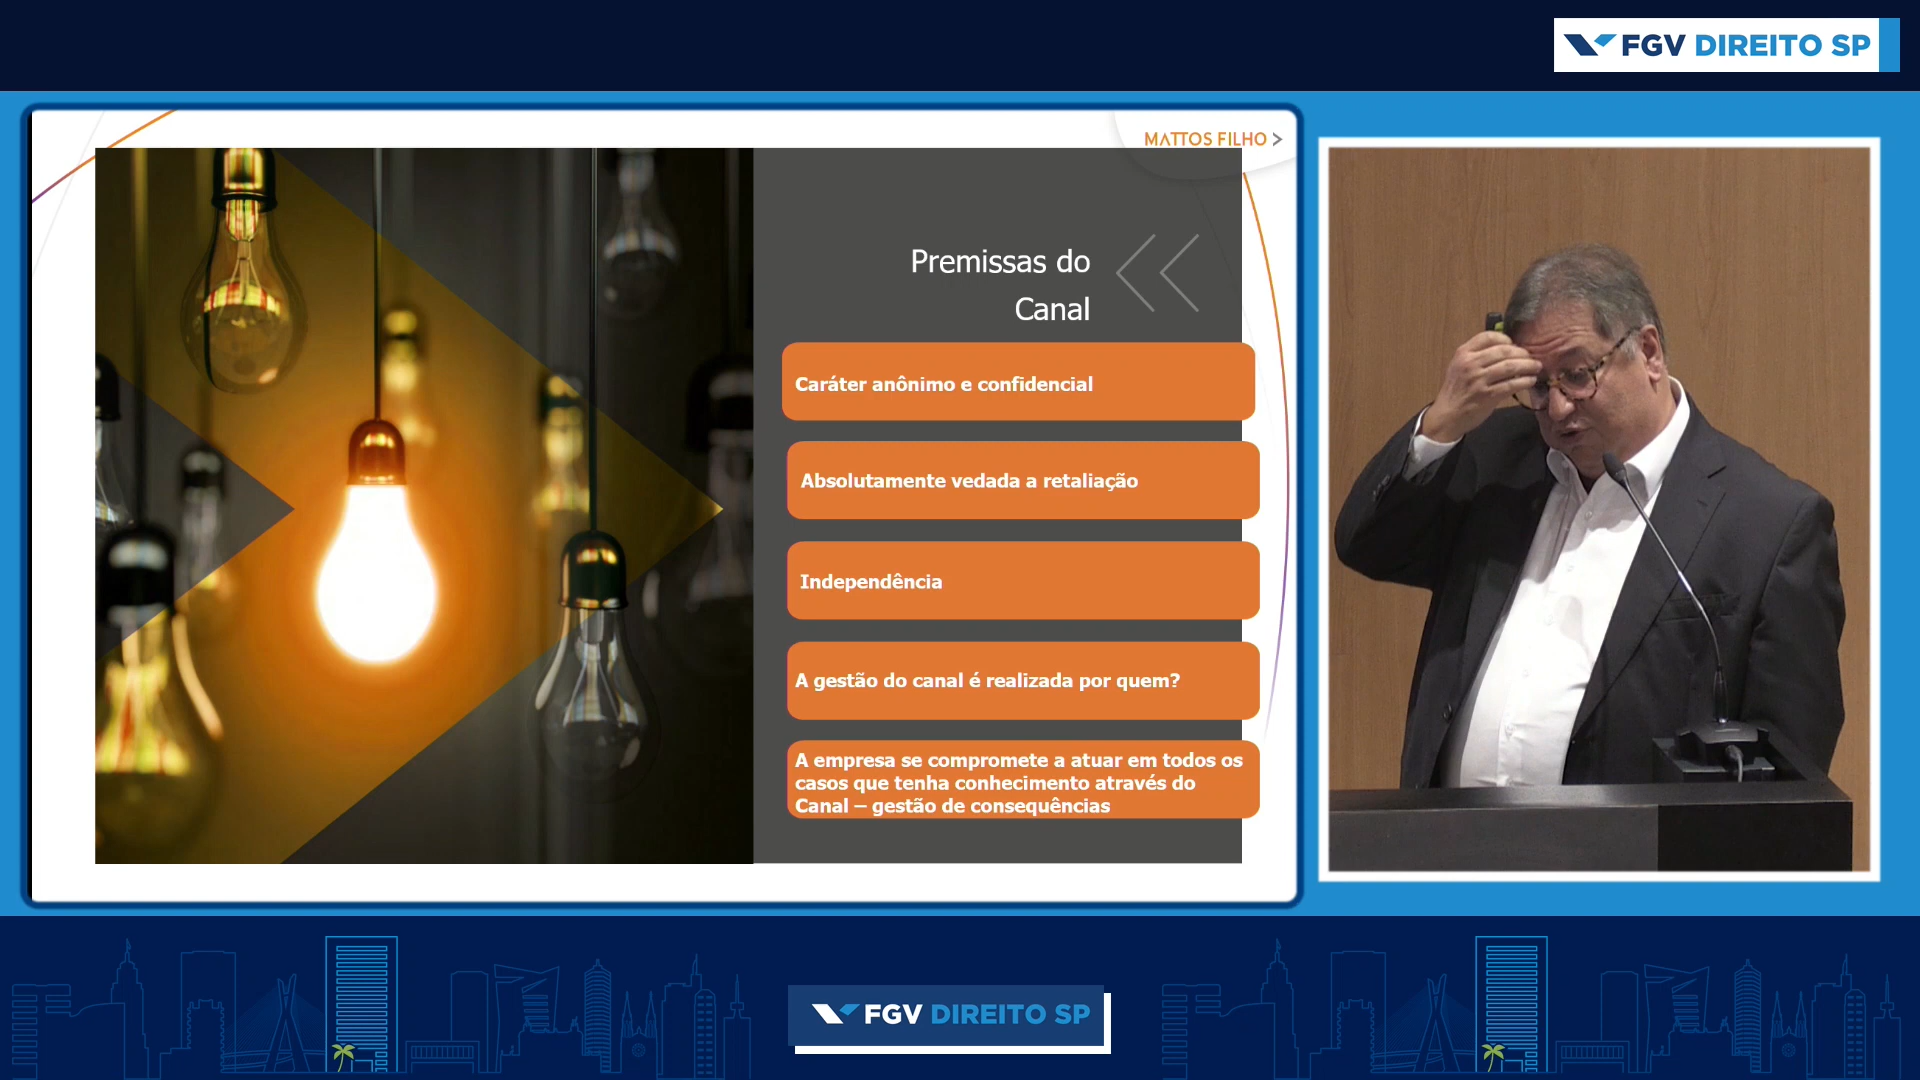 FGV DIREITO SP
MATTOS FILHO >
Premissas do
Canal
Caráter anônimo e confidencial
Absolutamente vedada a retaliação
Independência
A gestão do canal é realizada por quem?
A empresa se compromete a atuar em todos os
casos que tenha conhecimento através do
Canal – gestão de consequências
FGV DIREITO SP